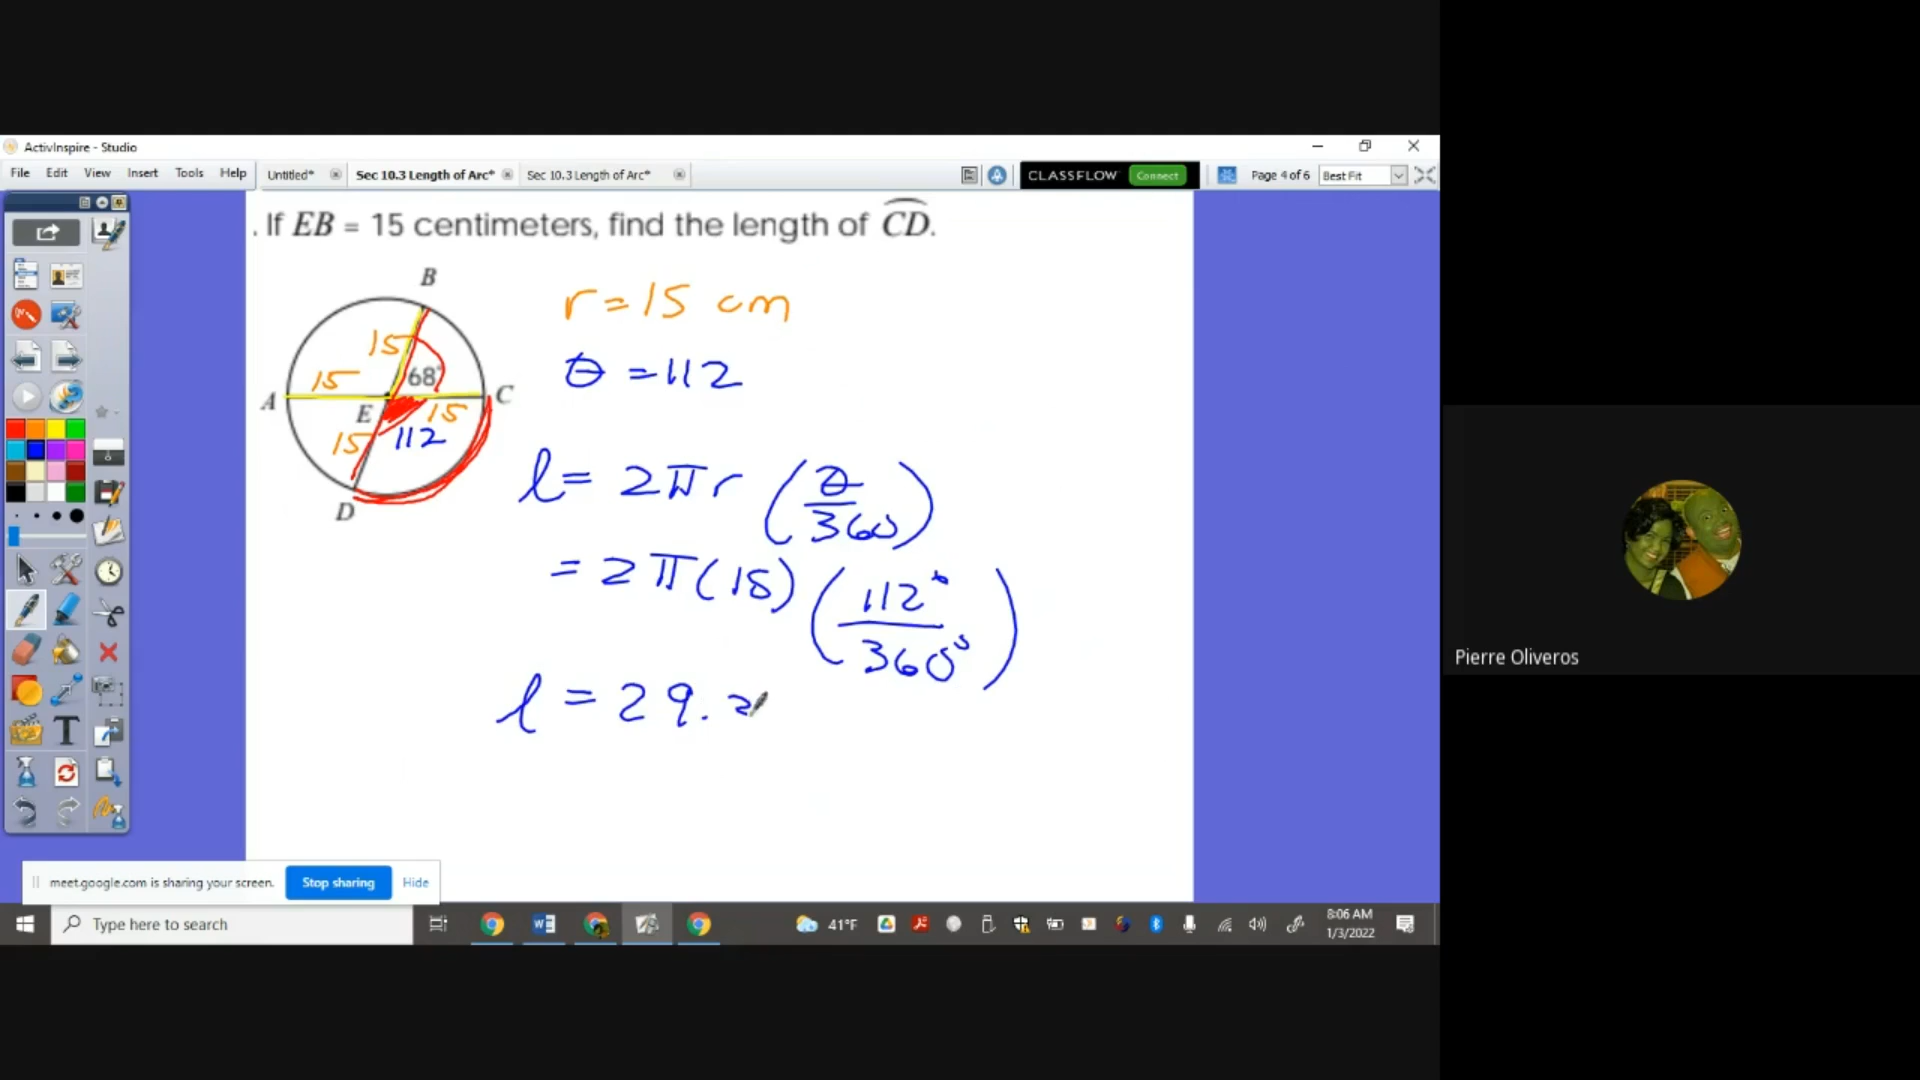 ActivInspire - Studio
File Edit View Insert Tools Help
Untitled* Sec 10.3 Length of Arc* Sec 10.3 Length of Arc*
CLASSFLOW Connect Page 4 of 6 Best Fit
. If EB = 15 centimeters, find the length of CD.
B
r = 15 cm
15
68°
θ = 112
15
A
C
E
15
15
112
D
l = 2πr (θ/360)
= 2π(15) (112°/360°)
l = 29.
Pierre Oliveros
meet.google.com is sharing your screen. Stop sharing Hide
Type here to search
41°F
8:06 AM
1/3/2022